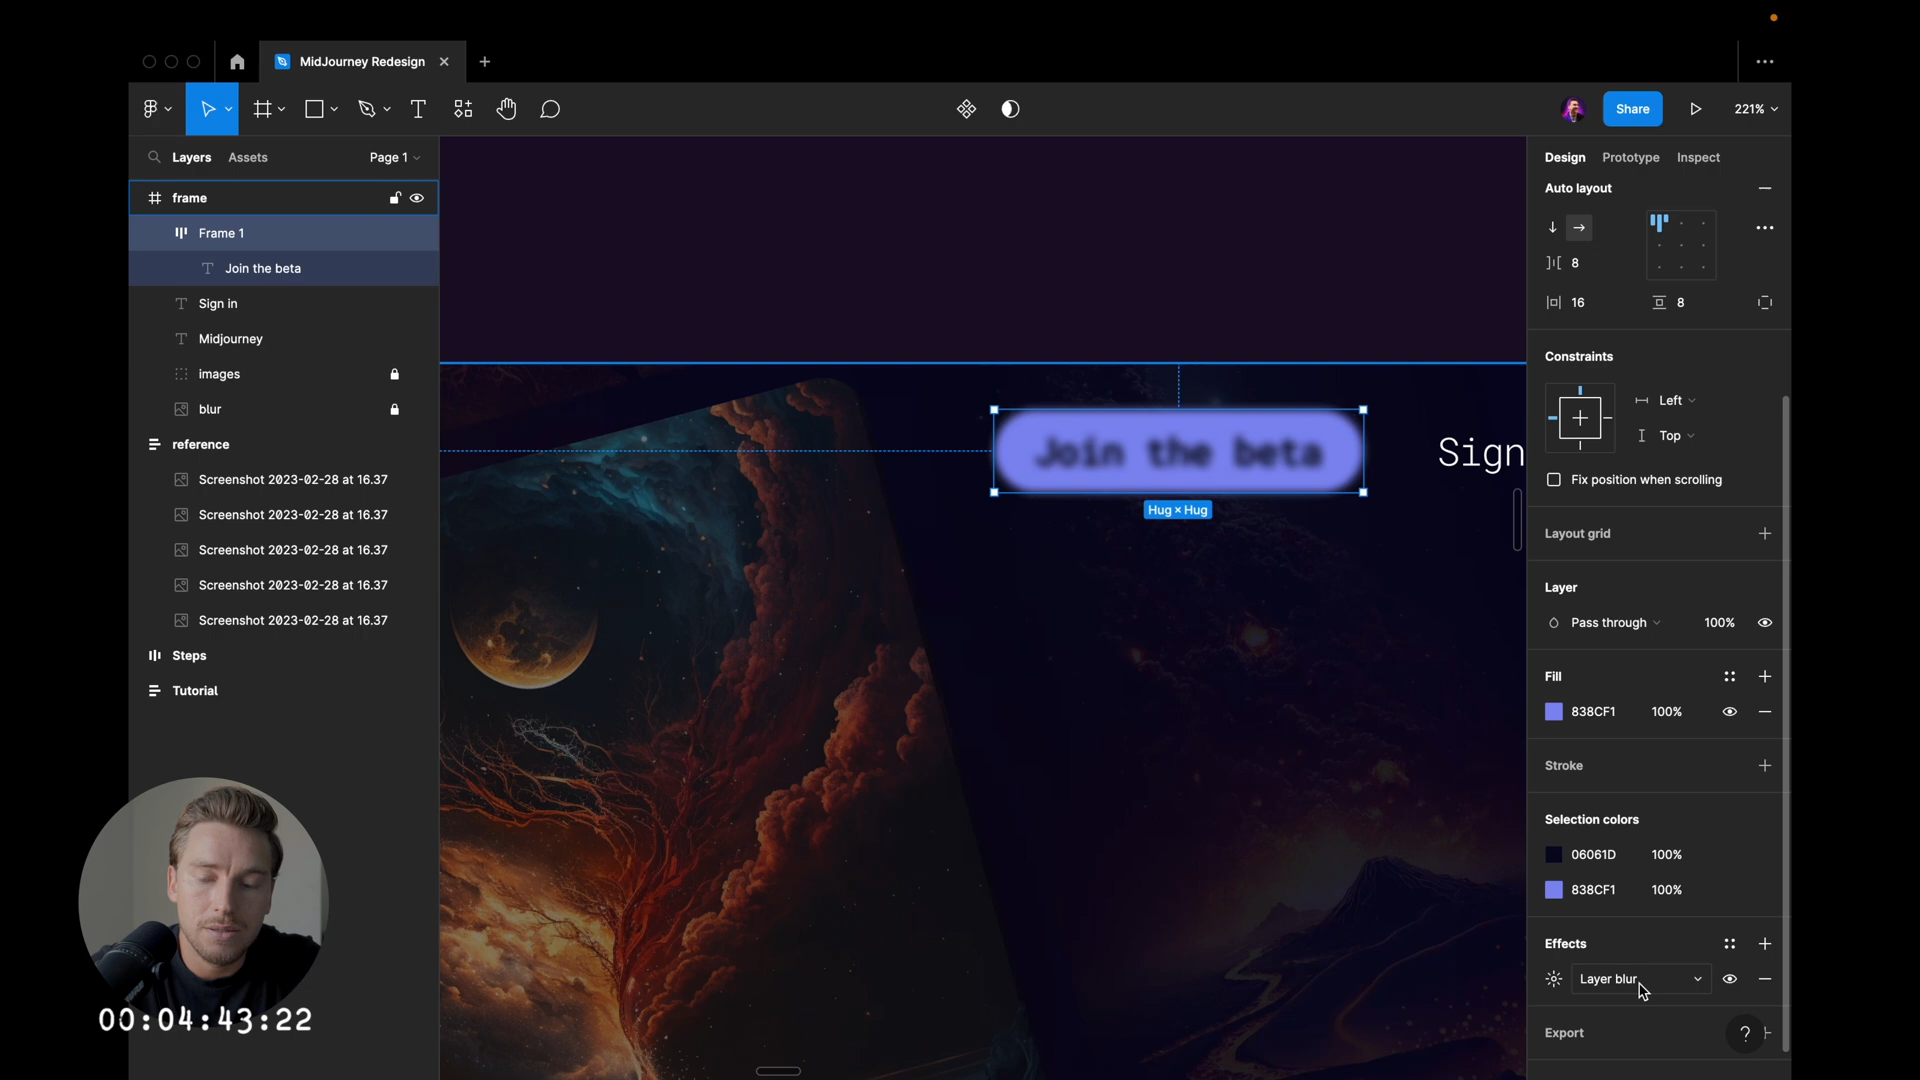 MidJourney Redesign
Share
221%
Layers
Assets
Page 1
frame
Frame 1
Join the beta
Sign in
Midjourney
images
blur
reference
Screenshot 2023-02-28 at 16.37
Screenshot 2023-02-28 at 16.37
Screenshot 2023-02-28 at 16.37
Screenshot 2023-02-28 at 16.37
Screenshot 2023-02-28 at 16.37
Steps
Tutorial
00:04:43:22
Join the beta
Sign
Hug × Hug
Design
Prototype
Inspect
Auto layout
8
16
8
Constraints
Left
Top
Fix position when scrolling
Layout grid
Layer
Pass through
100%
Fill
838CF1
100%
Stroke
Selection colors
06061D
100%
838CF1
100%
Effects
Layer blur
Export
?